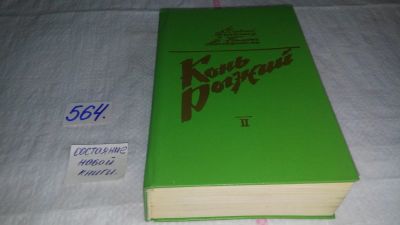 Конь
Рыжий
II
564.
СОСТОЯНИЕ
НОВОЙ
КНИГИ.